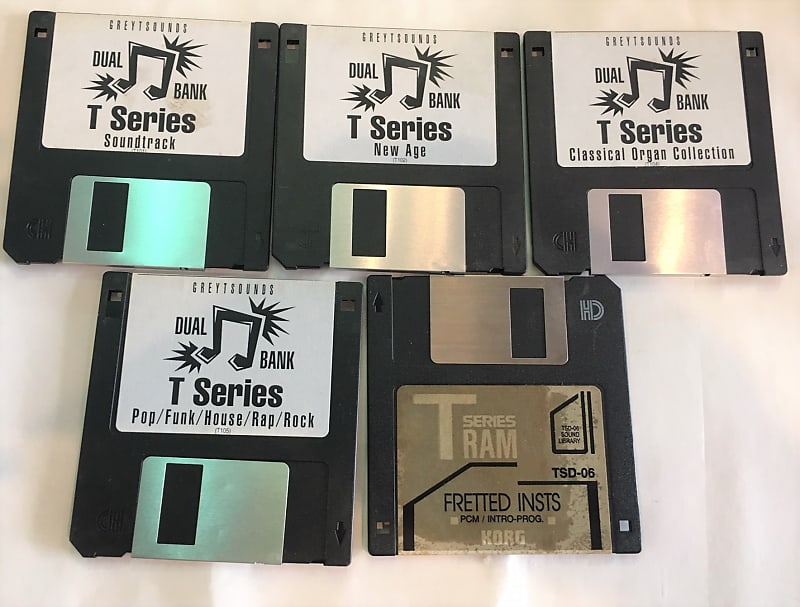 GREYTSOUNDS
DUAL
BANK
T Series
Soundtrack
GREYTSOUNDS
DUAL
BANK
T Series
New Age
(T102)
GREYTSOUNDS
DUAL
BANK
T Series
Classical Organ Collection
GREYTSOUNDS
DUAL
BANK
T Series
Pop/Funk/House/Rap/Rock
(T105)
HD
T SERIES
RAM
TSD-06
SOUND
LIBRARY
TSD-06
FRETTED INSTS
PCM / INTRO-PROG.
KORG